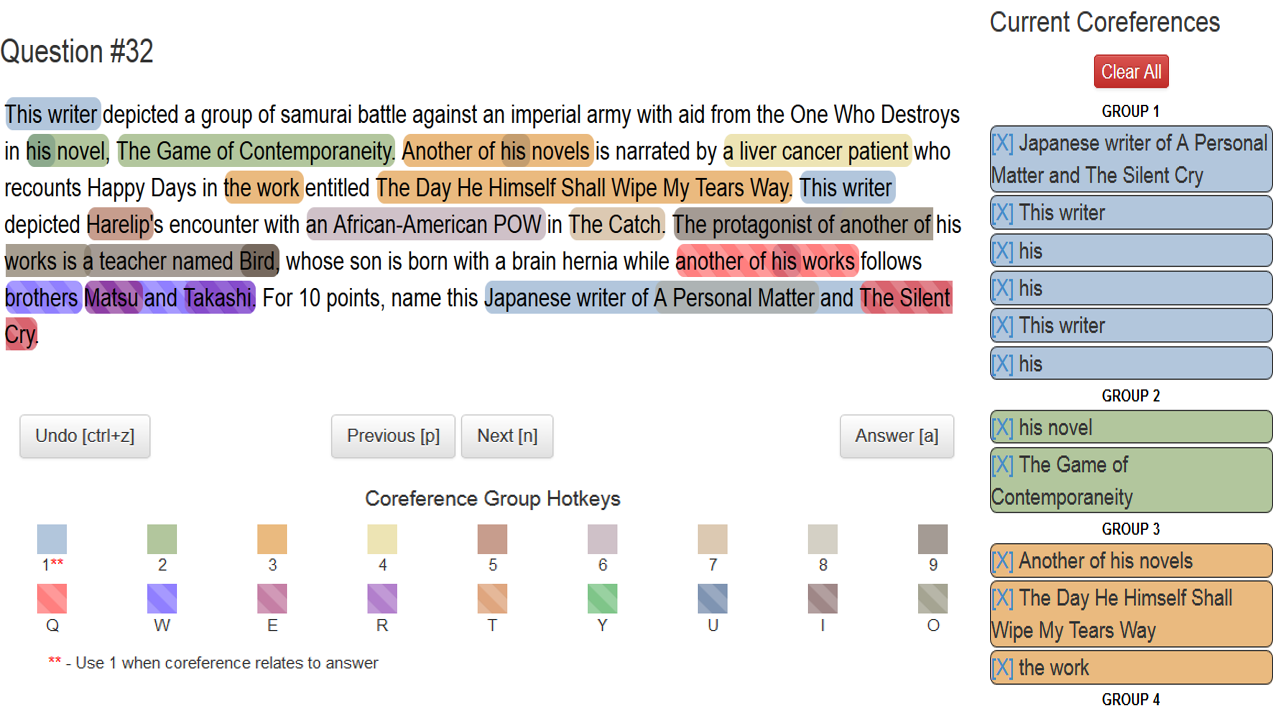 Question #32
This writer depicted a group of samurai battle against an imperial army with aid from the One Who Destroys
in his novel, The Game of Contemporaneity. Another of his novels is narrated by a liver cancer patient who
recounts Happy Days in the work entitled The Day He Himself Shall Wipe My Tears Way. This writer
depicted Harelip's encounter with an African-American POW in The Catch. The protagonist of another of his
works is a teacher named Bird, whose son is born with a brain hernia while another of his works follows
brothers Matsu and Takashi. For 10 points, name this Japanese writer of A Personal Matter and The Silent
Cry.
Undo [ctrl+z]
Previous [p]
Next [n]
Answer [a]
Coreference Group Hotkeys
1** 2 3 4 5 6 7 8 9
Q W E R T Y U I O
** - Use 1 when coreference relates to answer
Current Coreferences
Clear All
GROUP 1
[X] Japanese writer of A Personal
Matter and The Silent Cry
[X] This writer
[X] his
[X] his
[X] This writer
[X] his
GROUP 2
[X] his novel
[X] The Game of
Contemporaneity
GROUP 3
[X] Another of his novels
[X] The Day He Himself Shall
Wipe My Tears Way
[X] the work
GROUP 4